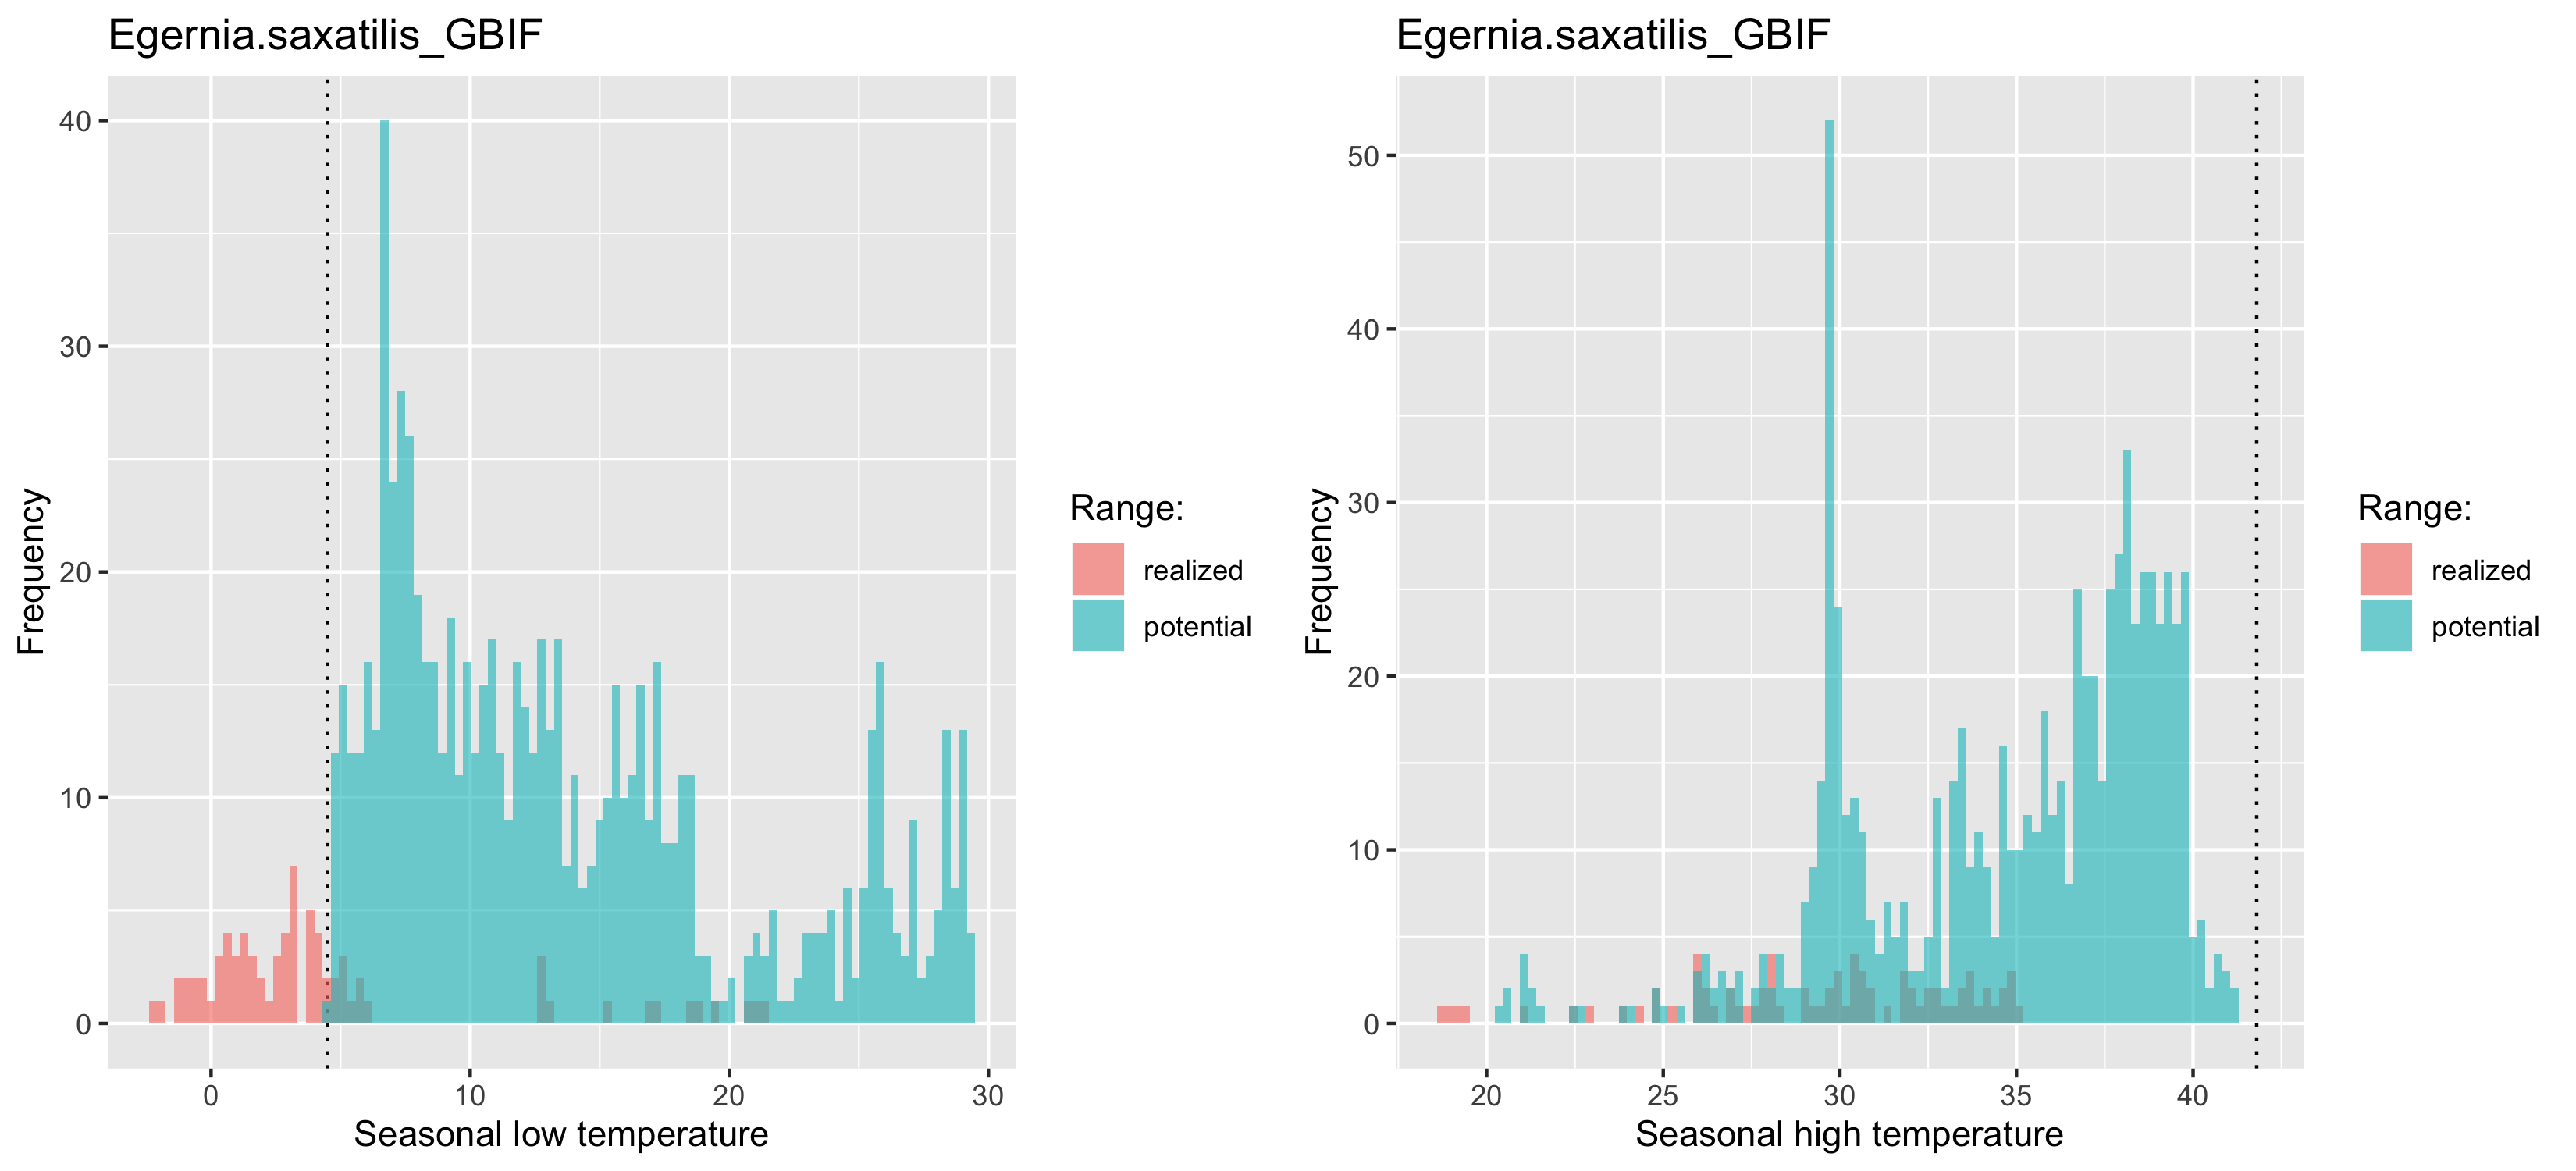 Egernia.saxatilis_GBIF
40
30
20
10
0
Frequency
0 10 20 30
Seasonal low temperature
Range:
realized
potential
Egernia.saxatilis_GBIF
50
40
30
20
10
0
Frequency
20 25 30 35 40
Seasonal high temperature
Range:
realized
potential